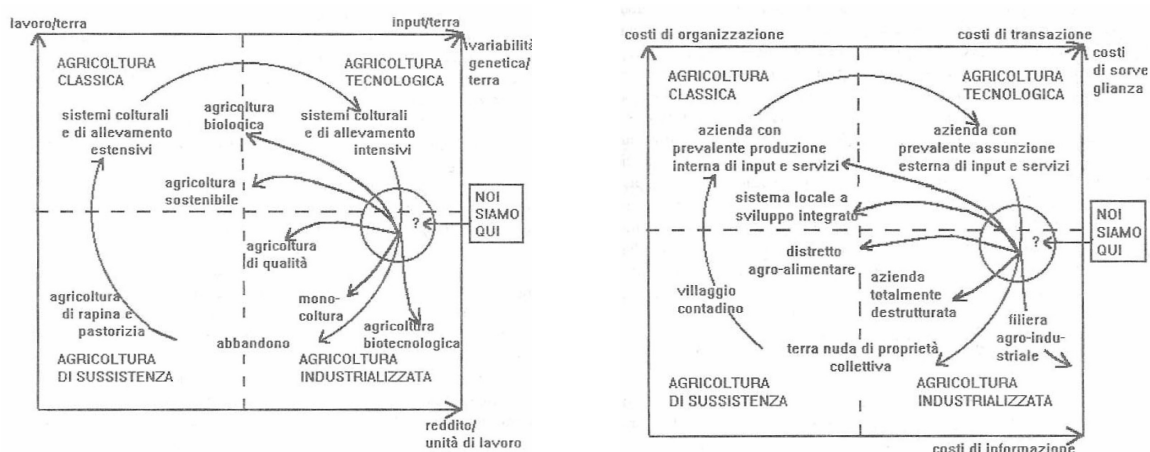 lavoro/terra
input/terra
variabilità
genetica/
terra
AGRICOLTURA
CLASSICA
AGRICOLTURA
TECNOLOGICA
sistemi colturali
e di allevamento
estensivi
agricoltura
biologica
sistemi colturali
e di allevamento
intensivi
agricoltura
sostenibile
NOI
SIAMO
QUI
?
agricoltura
di qualità
mono-
coltura
agricoltura
di rapina e
pastorizia
abbandono
agricoltura
biotecnologica
AGRICOLTURA
DI SUSSISTENZA
AGRICOLTURA
INDUSTRIALIZZATA
reddito/
unità di lavoro
costi di organizzazione
costi di transazione
costi
di sorve
glianza
AGRICOLTURA
CLASSICA
AGRICOLTURA
TECNOLOGICA
azienda con
prevalente produzione
interna di input e servizi
azienda con
prevalente assunzione
esterna di input e servizi
sistema locale a
sviluppo integrato
NOI
SIAMO
QUI
?
distretto
agro-alimentare
azienda
totalmente
destrutturata
villaggio
contadino
filiera
agro-indu-
striale
terra nuda di proprietà
collettiva
AGRICOLTURA
DI SUSSISTENZA
AGRICOLTURA
INDUSTRIALIZZATA
costi di informazione